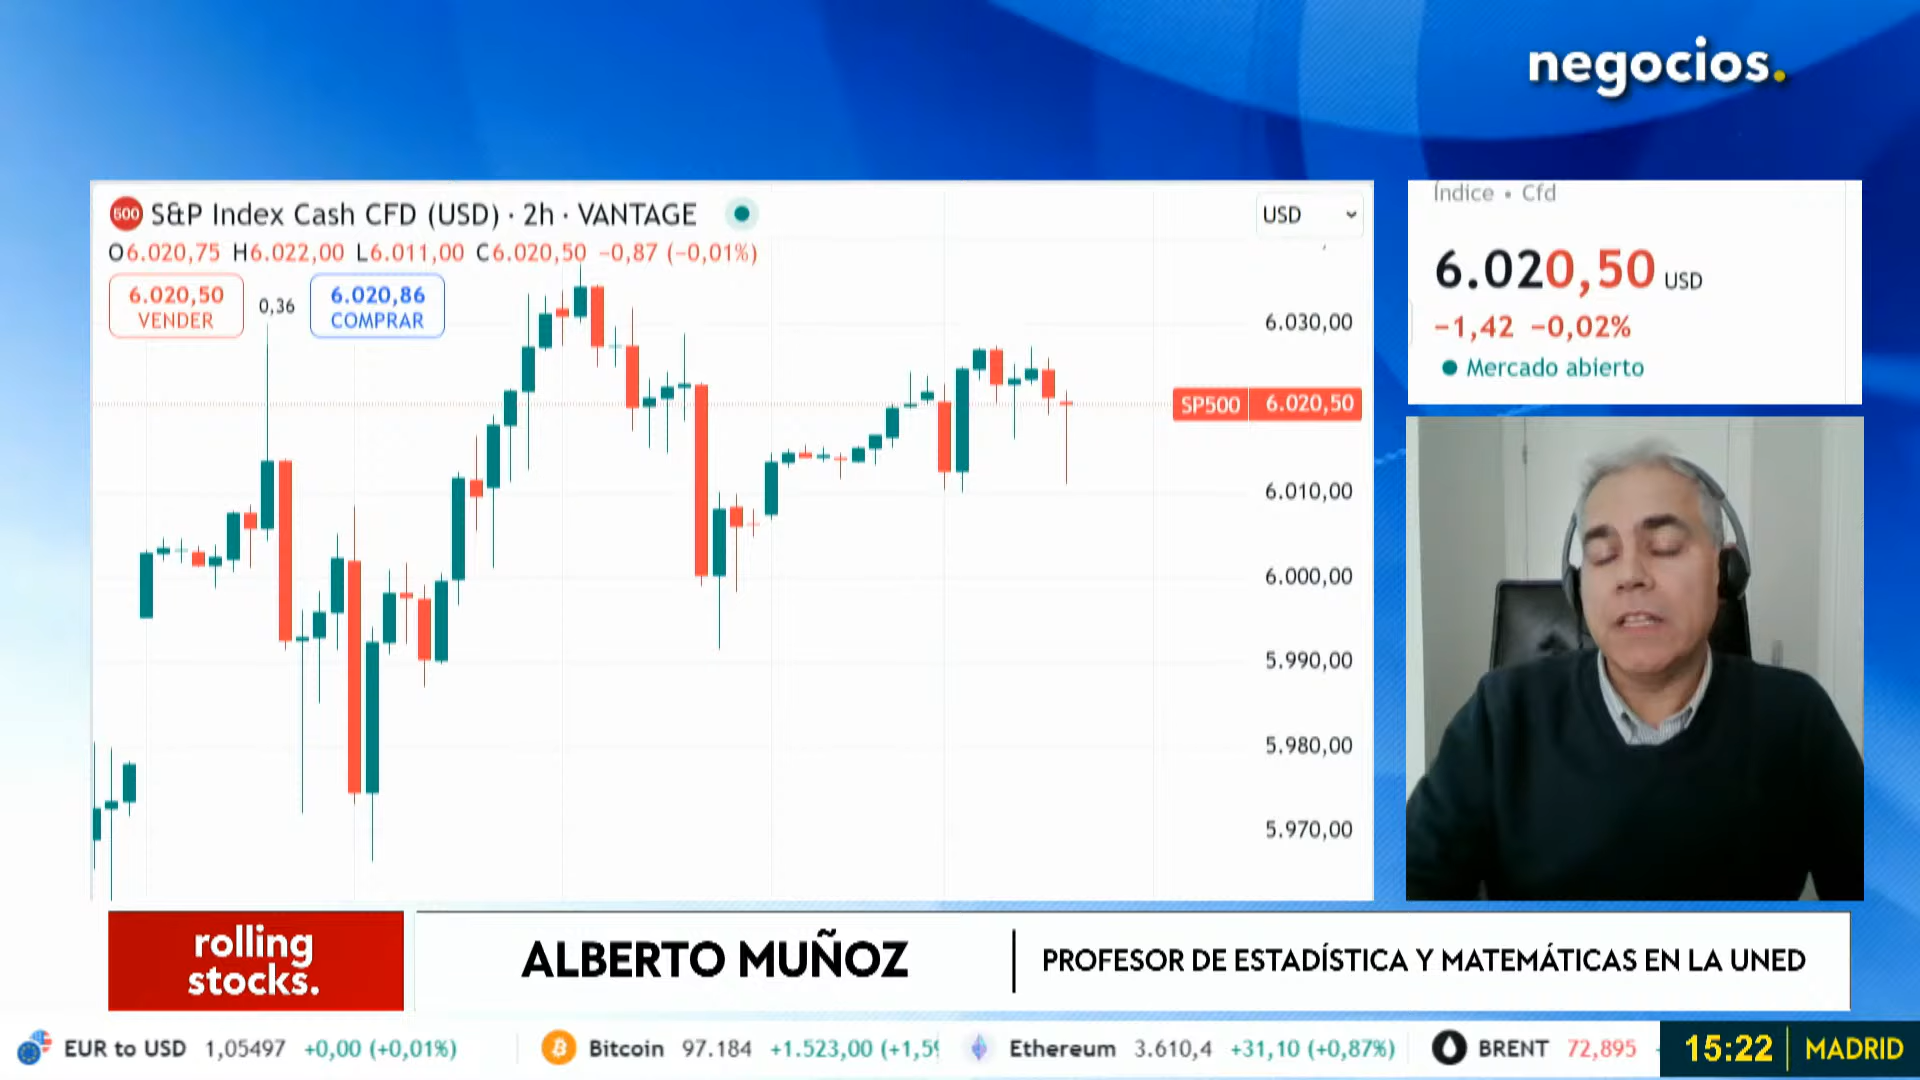 negocios.
500 S&P Index Cash CFD (USD) · 2h · VANTAGE
USD
O6.020,75 H6.022,00 L6.011,00 C6.020,50 −0,87 (−0,01%)
6.020,50
VENDER
0,36
6.020,86
COMPRAR
6.030,00
SP500 6.020,50
6.010,00
6.000,00
5.990,00
5.980,00
5.970,00
Índice • Cfd
6.020,50 USD
−1,42 −0,02%
Mercado abierto
rolling
stocks.
ALBERTO MUÑOZ
PROFESOR DE ESTADÍSTICA Y MATEMÁTICAS EN LA UNED
EUR to USD 1,05497 +0,00 (+0,01%) Bitcoin 97.184 +1.523,00 (+1,5 Ethereum 3.610,4 +31,10 (+0,87%) BRENT 72,895 15:22 MADRID